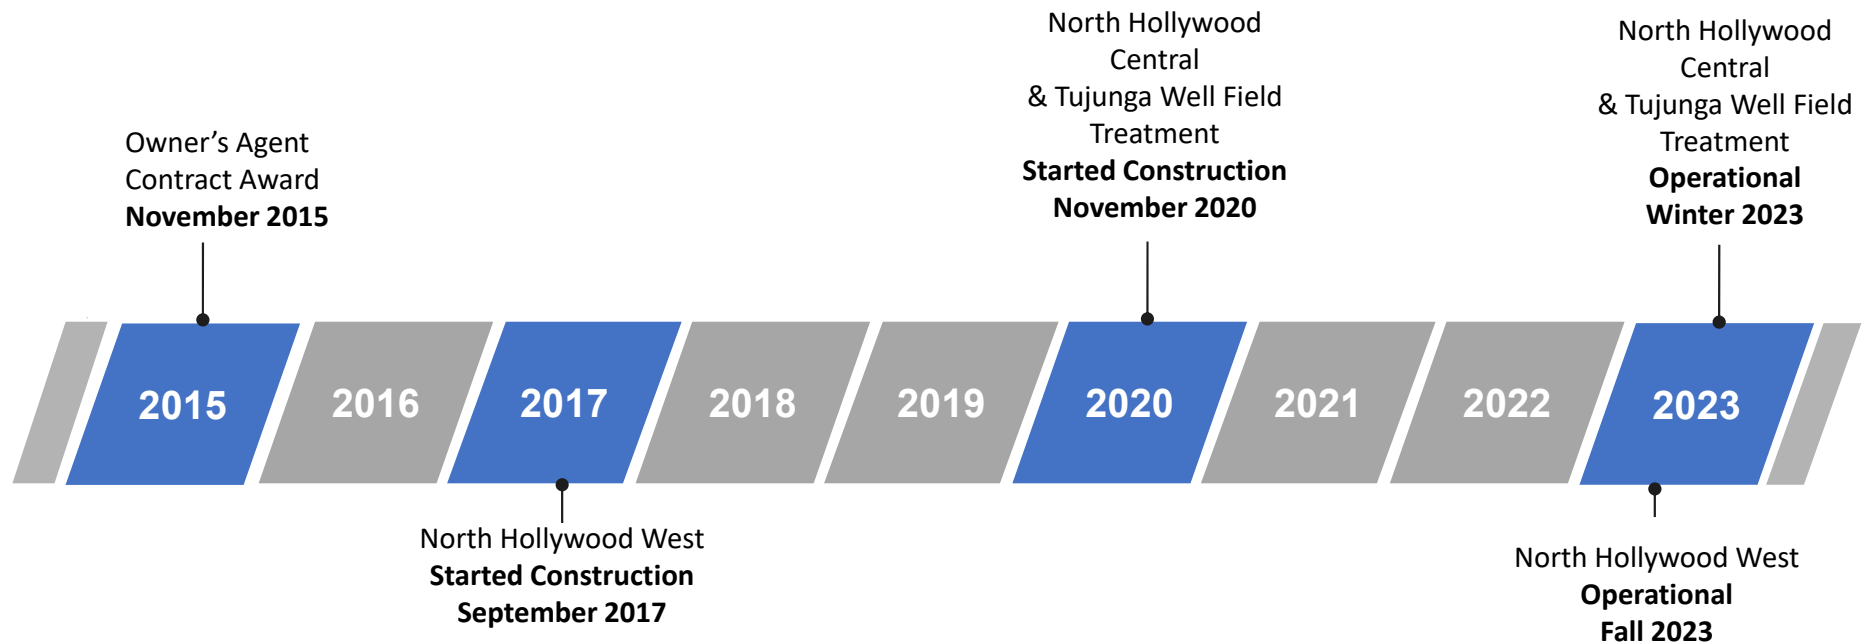 Owner’s Agent
Contract Award
November 2015
North Hollywood
Central
& Tujunga Well Field
Treatment
Started Construction
November 2020
North Hollywood
Central
& Tujunga Well Field
Treatment
Operational
Winter 2023
2015
2016
2017
2018
2019
2020
2021
2022
2023
North Hollywood West
Started Construction
September 2017
North Hollywood West
Operational
Fall 2023